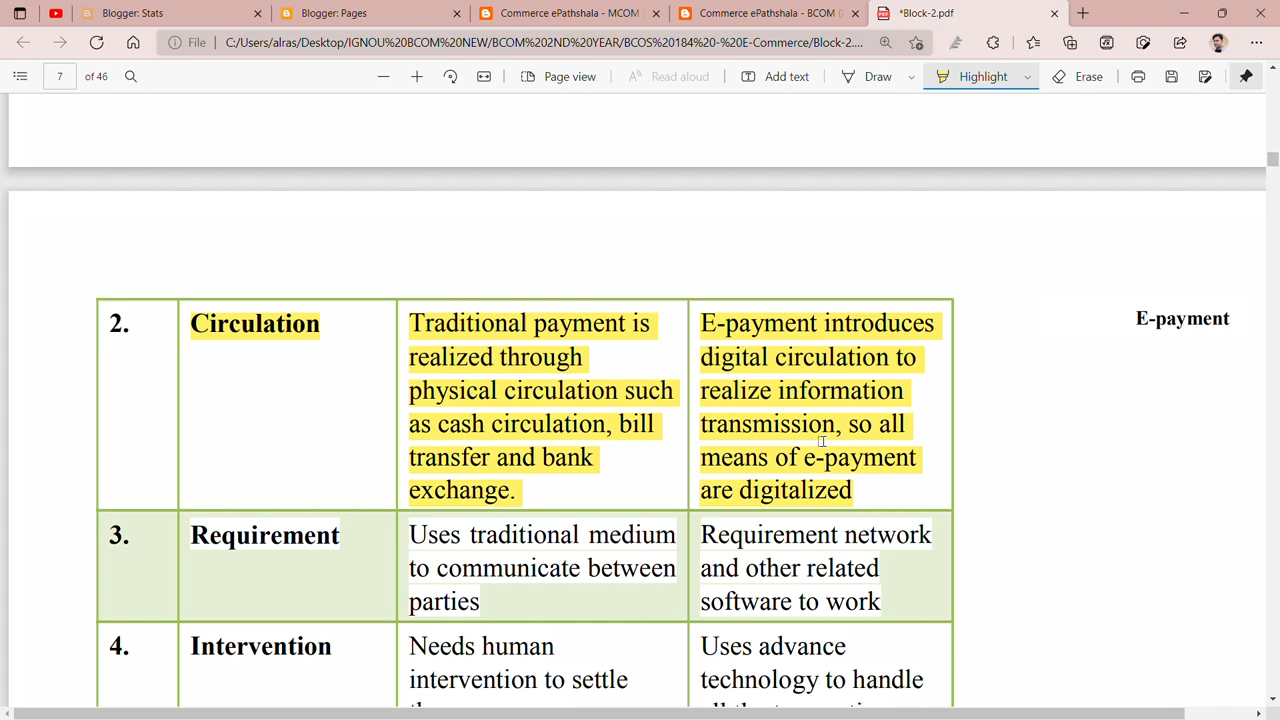 Blogger: Stats
Blogger: Pages
Commerce ePathshala - MCOM
Commerce ePathshala - BCOM (
*Block-2.pdf
File
C:/Users/alras/Desktop/IGNOU%20BCOM%20NEW/BCOM%202ND%20YEAR/BCOS%20184%20-%20E-Commerce/Block-2....
7 of 46
Page view
Read aloud
Add text
Draw
Highlight
Erase
E-payment
2.
Circulation
Traditional payment is
realized through
physical circulation such
as cash circulation, bill
transfer and bank
exchange.
E-payment introduces
digital circulation to
realize information
transmission, so all
means of e-payment
are digitalized
3.
Requirement
Uses traditional medium
to communicate between
parties
Requirement network
and other related
software to work
4.
Intervention
Needs human
intervention to settle
Uses advance
technology to handle